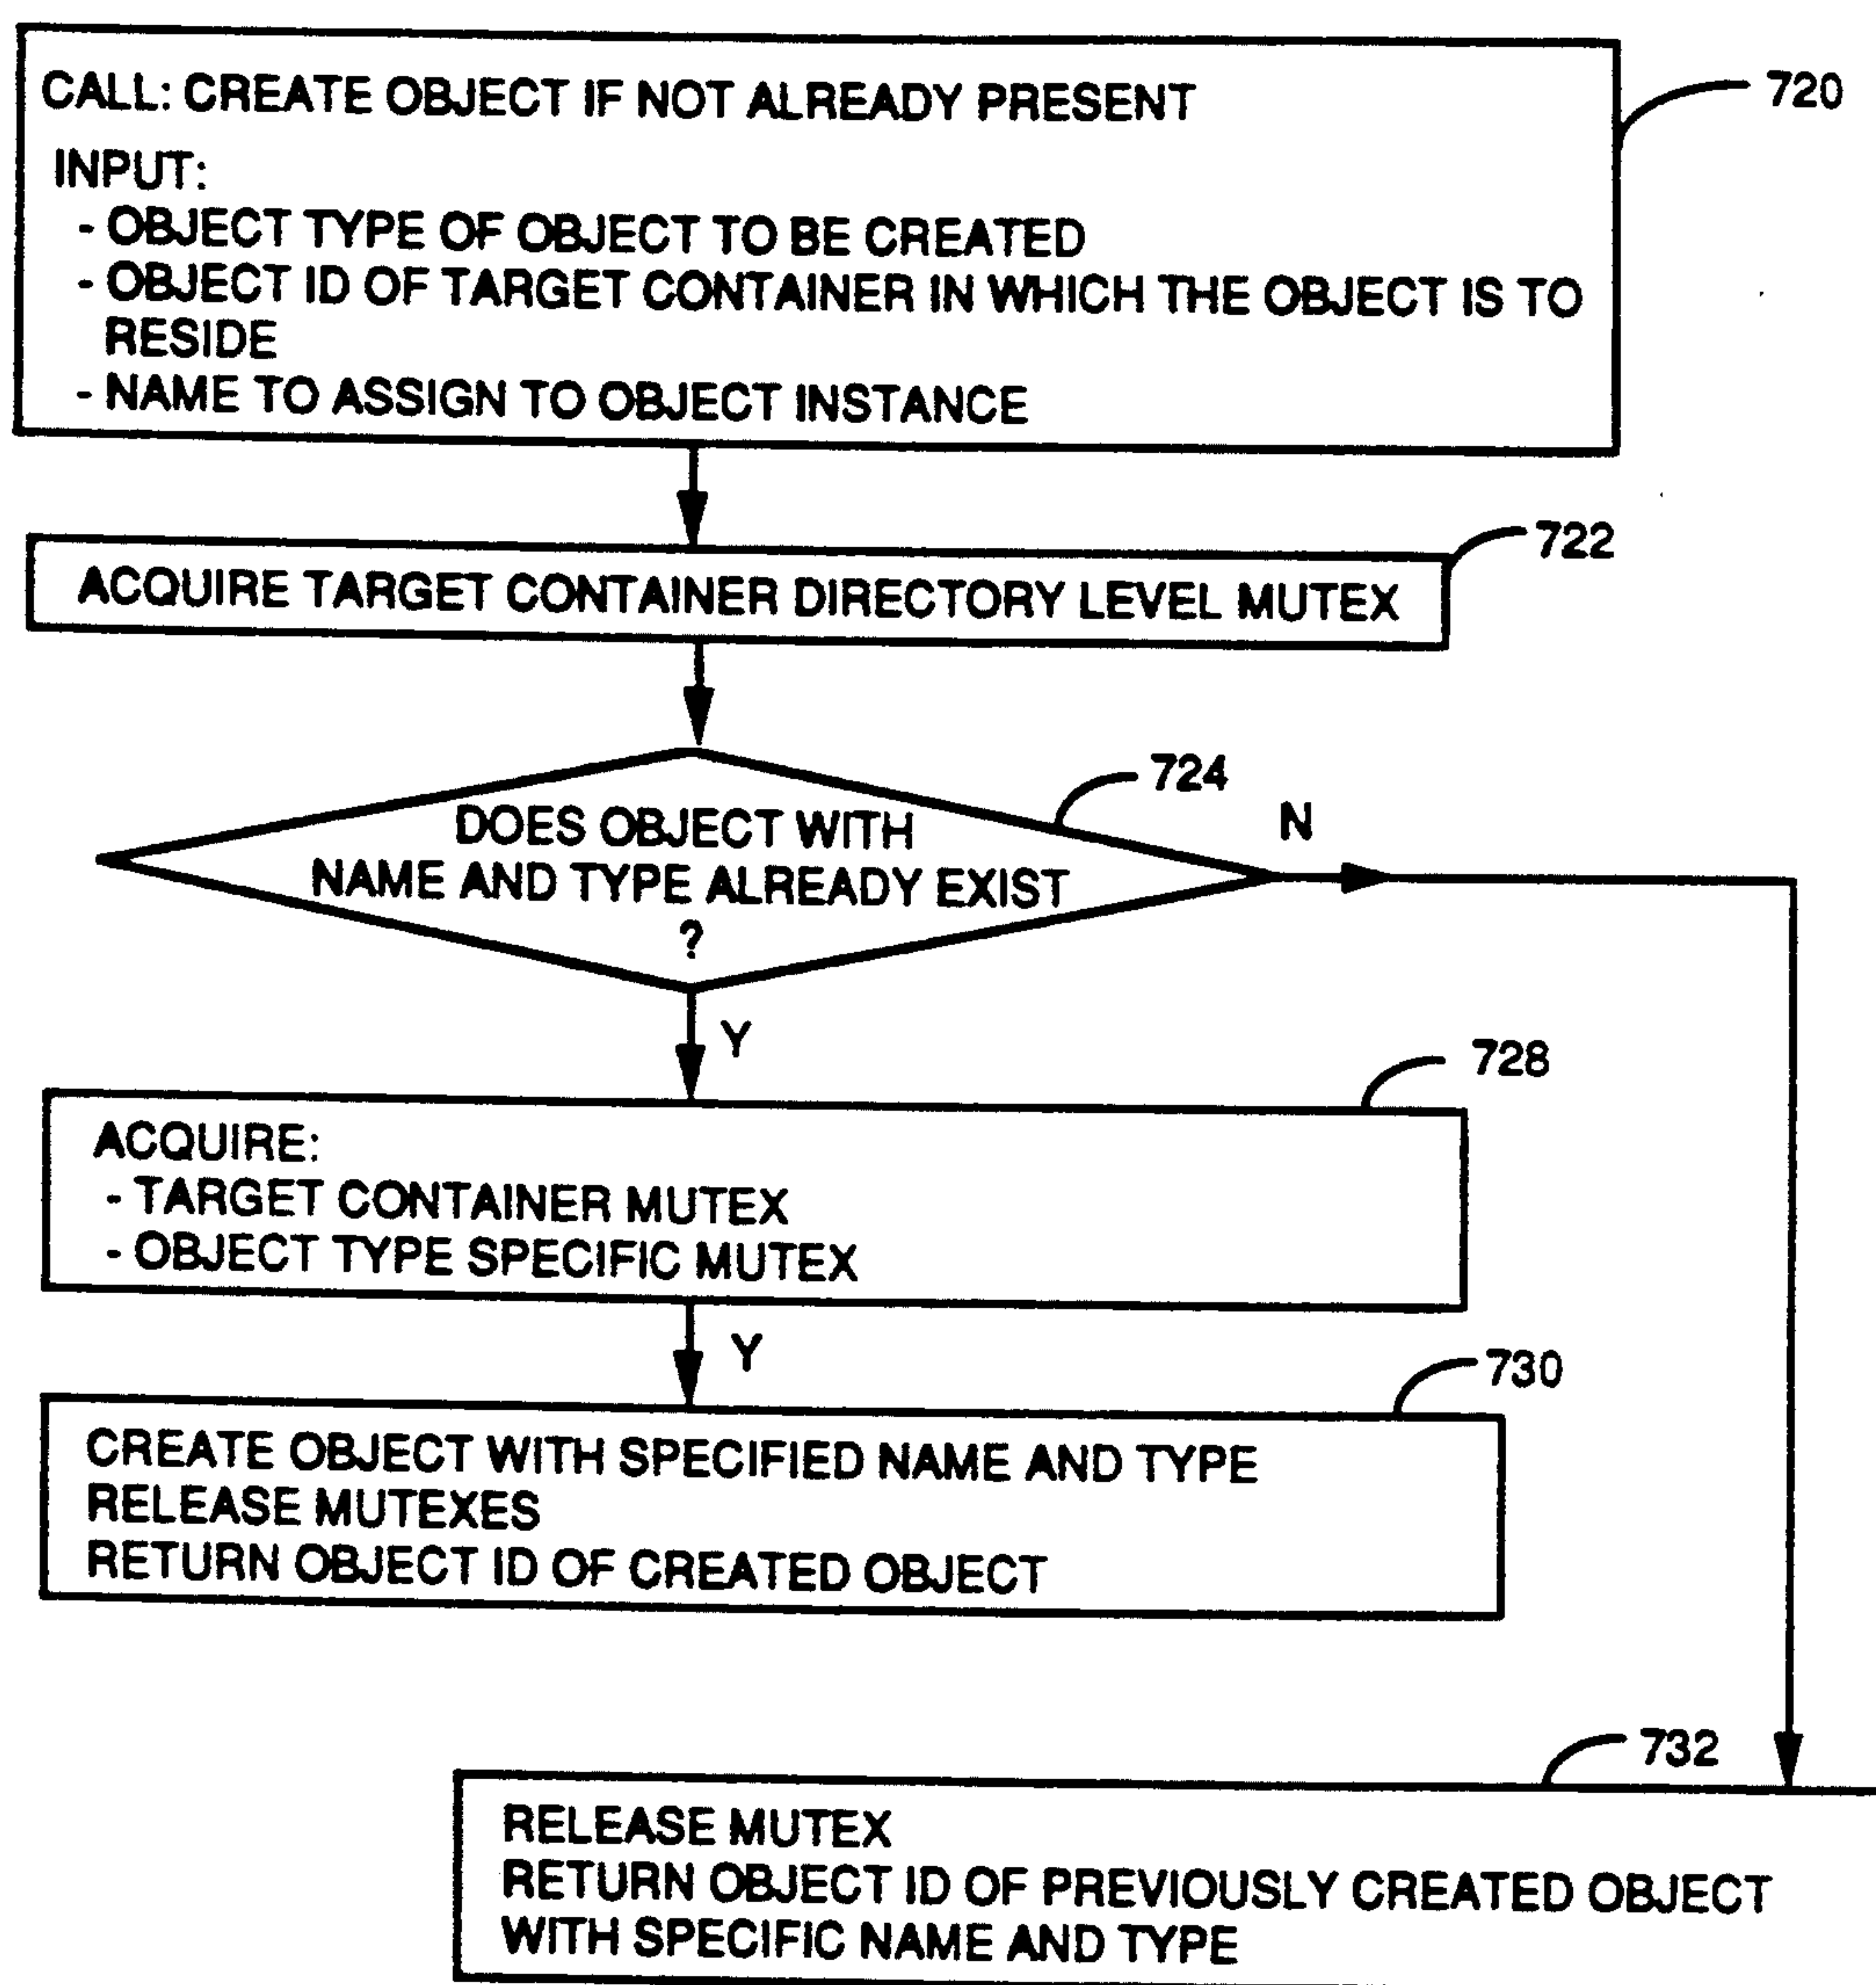 CALL: CREATE OBJECT IF NOT ALREADY PRESENT
720
INPUT:
- OBJECT TYPE OF OBJECT TO BE CREATED
- OBJECT ID OF TARGET CONTAINER IN WHICH THE OBJECT IS TO
RESIDE
- NAME TO ASSIGN TO OBJECT INSTANCE
722
ACQUIRE TARGET CONTAINER DIRECTORY LEVEL MUTEX
724
N
DOES OBJECT WITH
NAME AND TYPE ALREADY EXIST
?
Y
728
ACQUIRE:
- TARGET CONTAINER MUTEX
- OBJECT TYPE SPECIFIC MUTEX
Y
730
CREATE OBJECT WITH SPECIFIED NAME AND TYPE
RELEASE MUTEXES
RETURN OBJECT ID OF CREATED OBJECT
732
RELEASE MUTEX
RETURN OBJECT ID OF PREVIOUSLY CREATED OBJECT
WITH SPECIFIC NAME AND TYPE